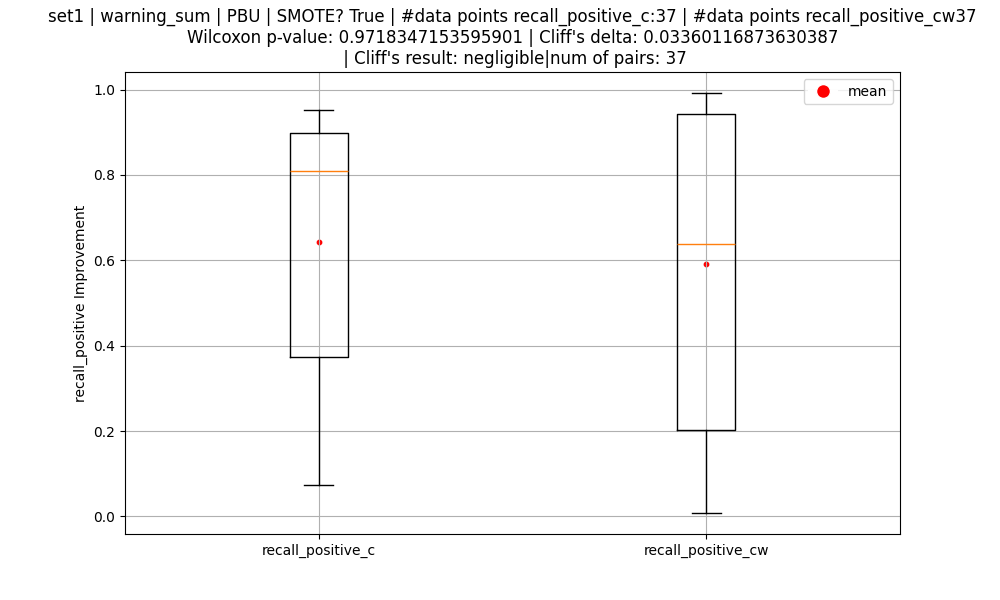 set1 | warning_sum | PBU | SMOTE? True | #data points recall_positive_c:37 | #data points recall_positive_cw37
Wilcoxon p-value: 0.9718347153595901 | Cliff's delta: 0.03360116873630387
| Cliff's result: negligible|num of pairs: 37
mean
1.0
0.8
0.6
0.4
0.2
0.0
recall_positive Improvement
recall_positive_c
recall_positive_cw